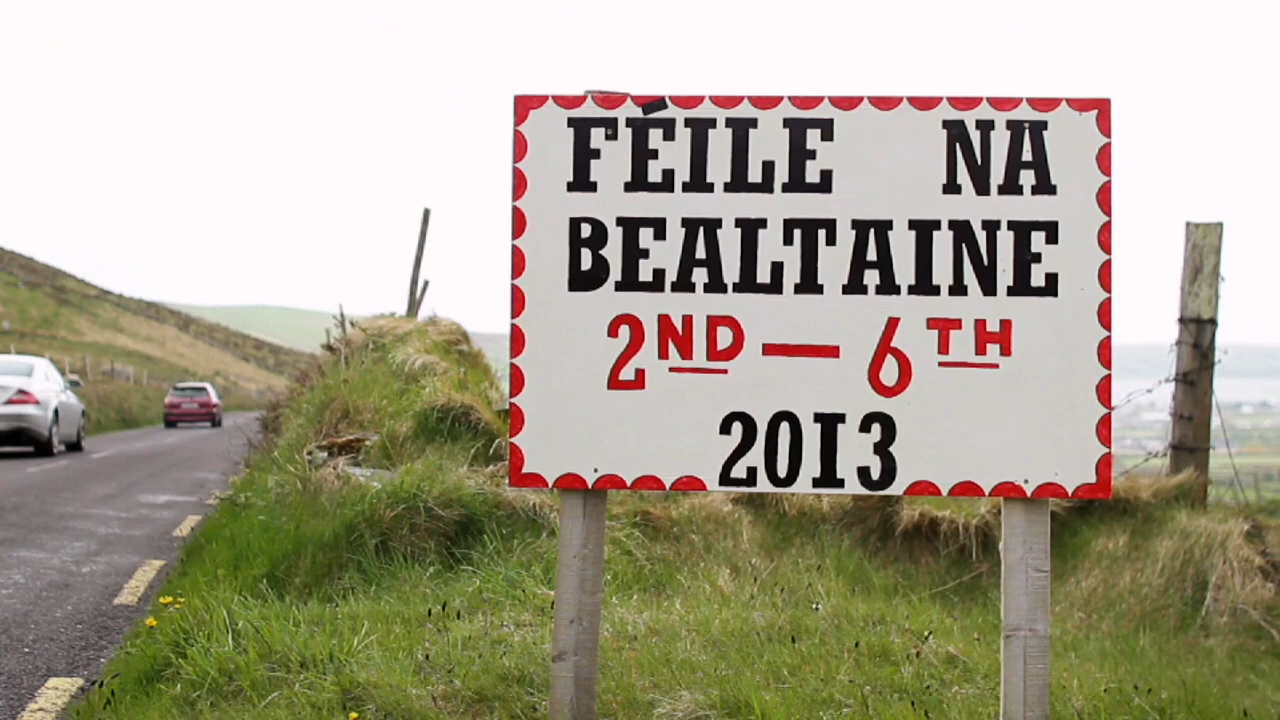 FÉILE NA
BEALTAINE
2ND — 6TH
2013